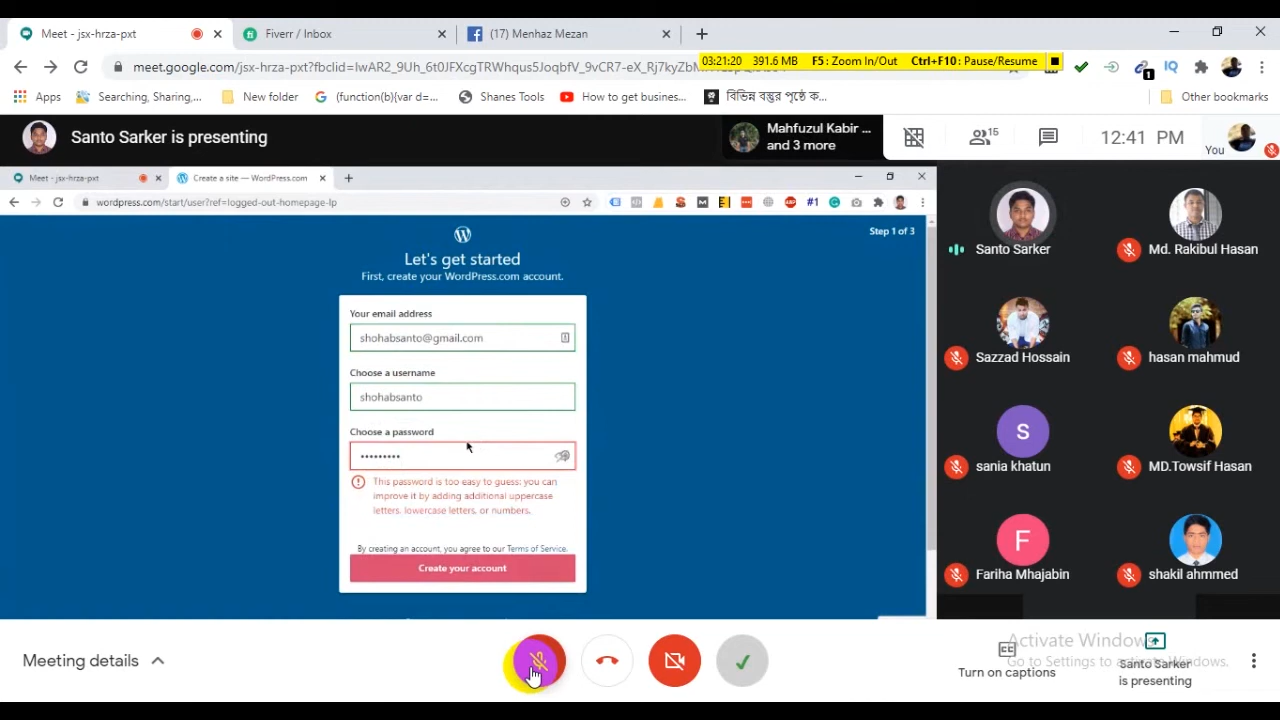 Meet - jsx-hrza-pxt
Fiverr / Inbox
(17) Menhaz Mezan
meet.google.com/jsx-hrza-pxt?fbclid=
03:21:20 391.6 MB F5: Zoom In/Out Ctrl+F10: Pause/Resume
1
IQ
Apps
Searching, Sharing,...
New folder
(function(b){var d=...
Shanes Tools
How to get busines...
বিভিন্ন বস্তুর পৃষ্ঠে ক...
Other bookmarks
Santo Sarker is presenting
Mahfuzul Kabir ...
and 3 more
15
12:41 PM
You
Meet - jsx-hrza-pxt
Create a site — WordPress.com
wordpress.com/start/user?ref=logged-out-homepage-lp
#1
Step 1 of 3
Let's get started
First, create your WordPress.com account.
Your email address
shohabsanto@gmail.com
Choose a username
shohabsanto
Choose a password
•••••••••
This password is too easy to guess: you can
improve it by adding additional uppercase
letters, lowercase letters, or numbers.
By creating an account, you agree to our Terms of Service.
Create your account
Santo Sarker
Md. Rakibul Hasan
Sazzad Hossain
hasan mahmud
S
sania khatun
MD.Towsif Hasan
F
Fariha Mhajabin
shakil ahmmed
Meeting details
CC
Turn on captions
Santo Sarker
is presenting
Activate Windows
Go to Settings to activate Windows.